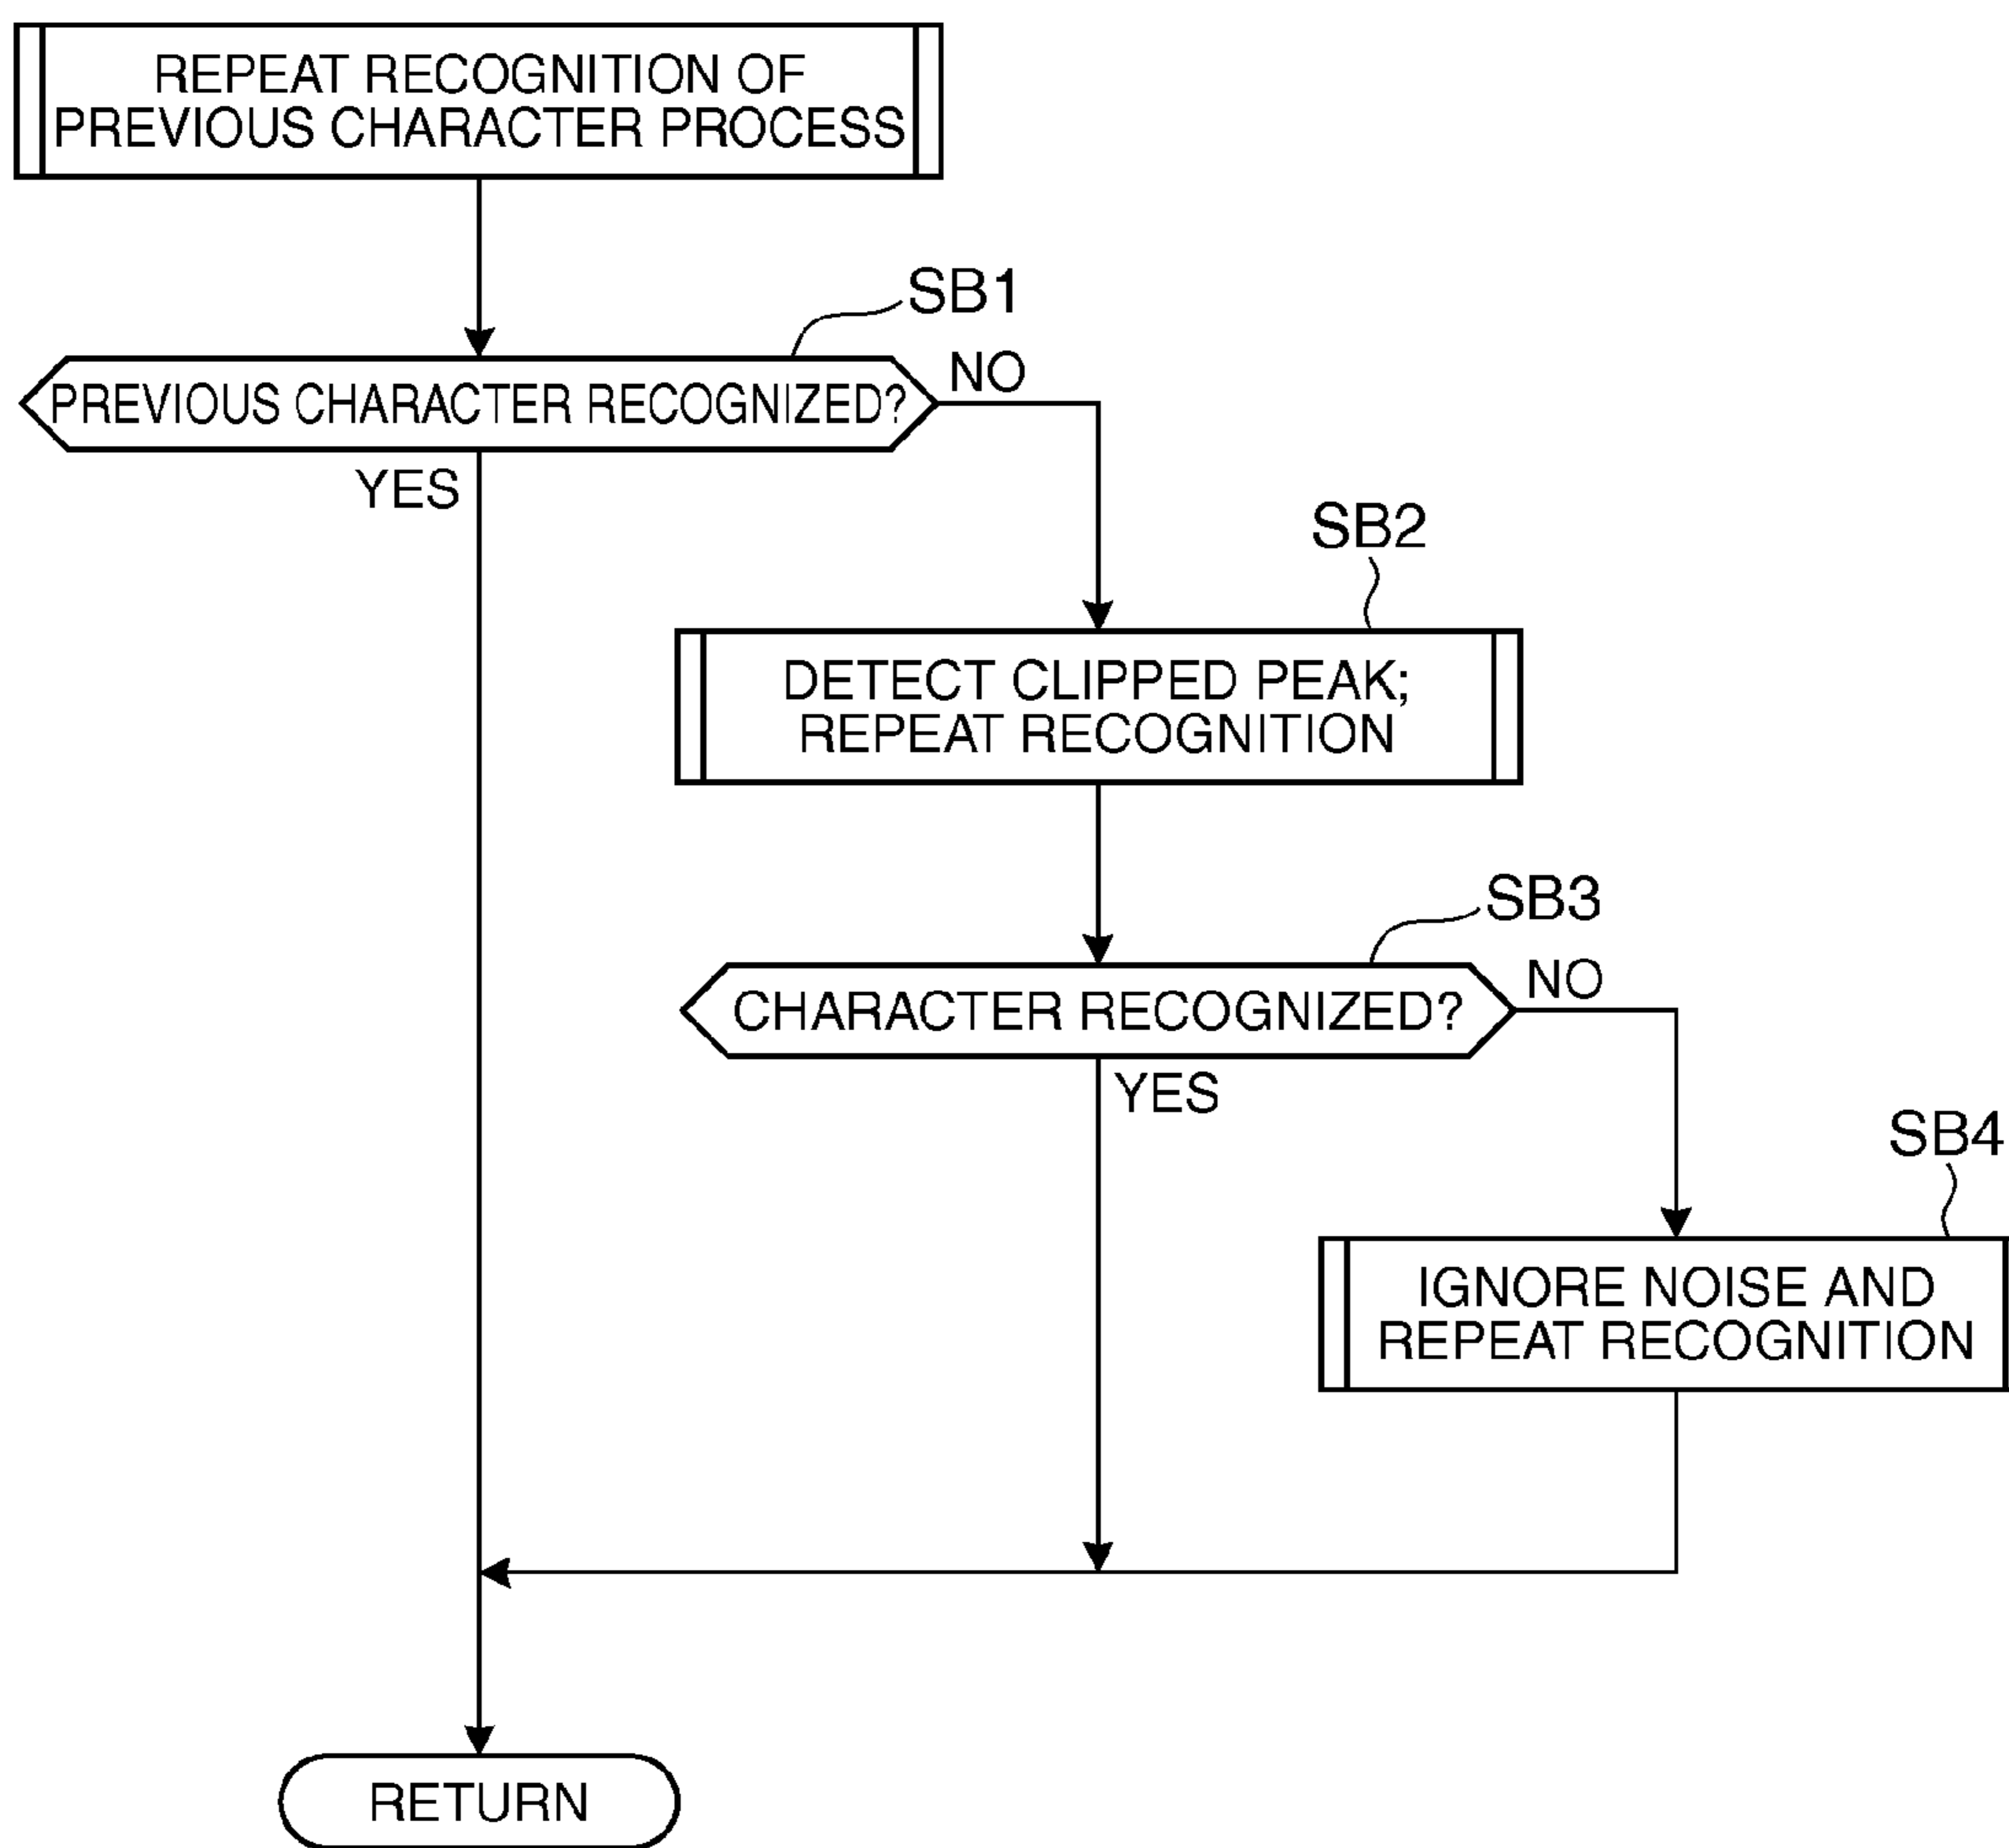 REPEAT RECOGNITION OF
PREVIOUS CHARACTER PROCESS
SB1
PREVIOUS CHARACTER RECOGNIZED?
NO
YES
SB2
DETECT CLIPPED PEAK;
REPEAT RECOGNITION
SB3
CHARACTER RECOGNIZED?
NO
YES
SB4
IGNORE NOISE AND
REPEAT RECOGNITION
RETURN